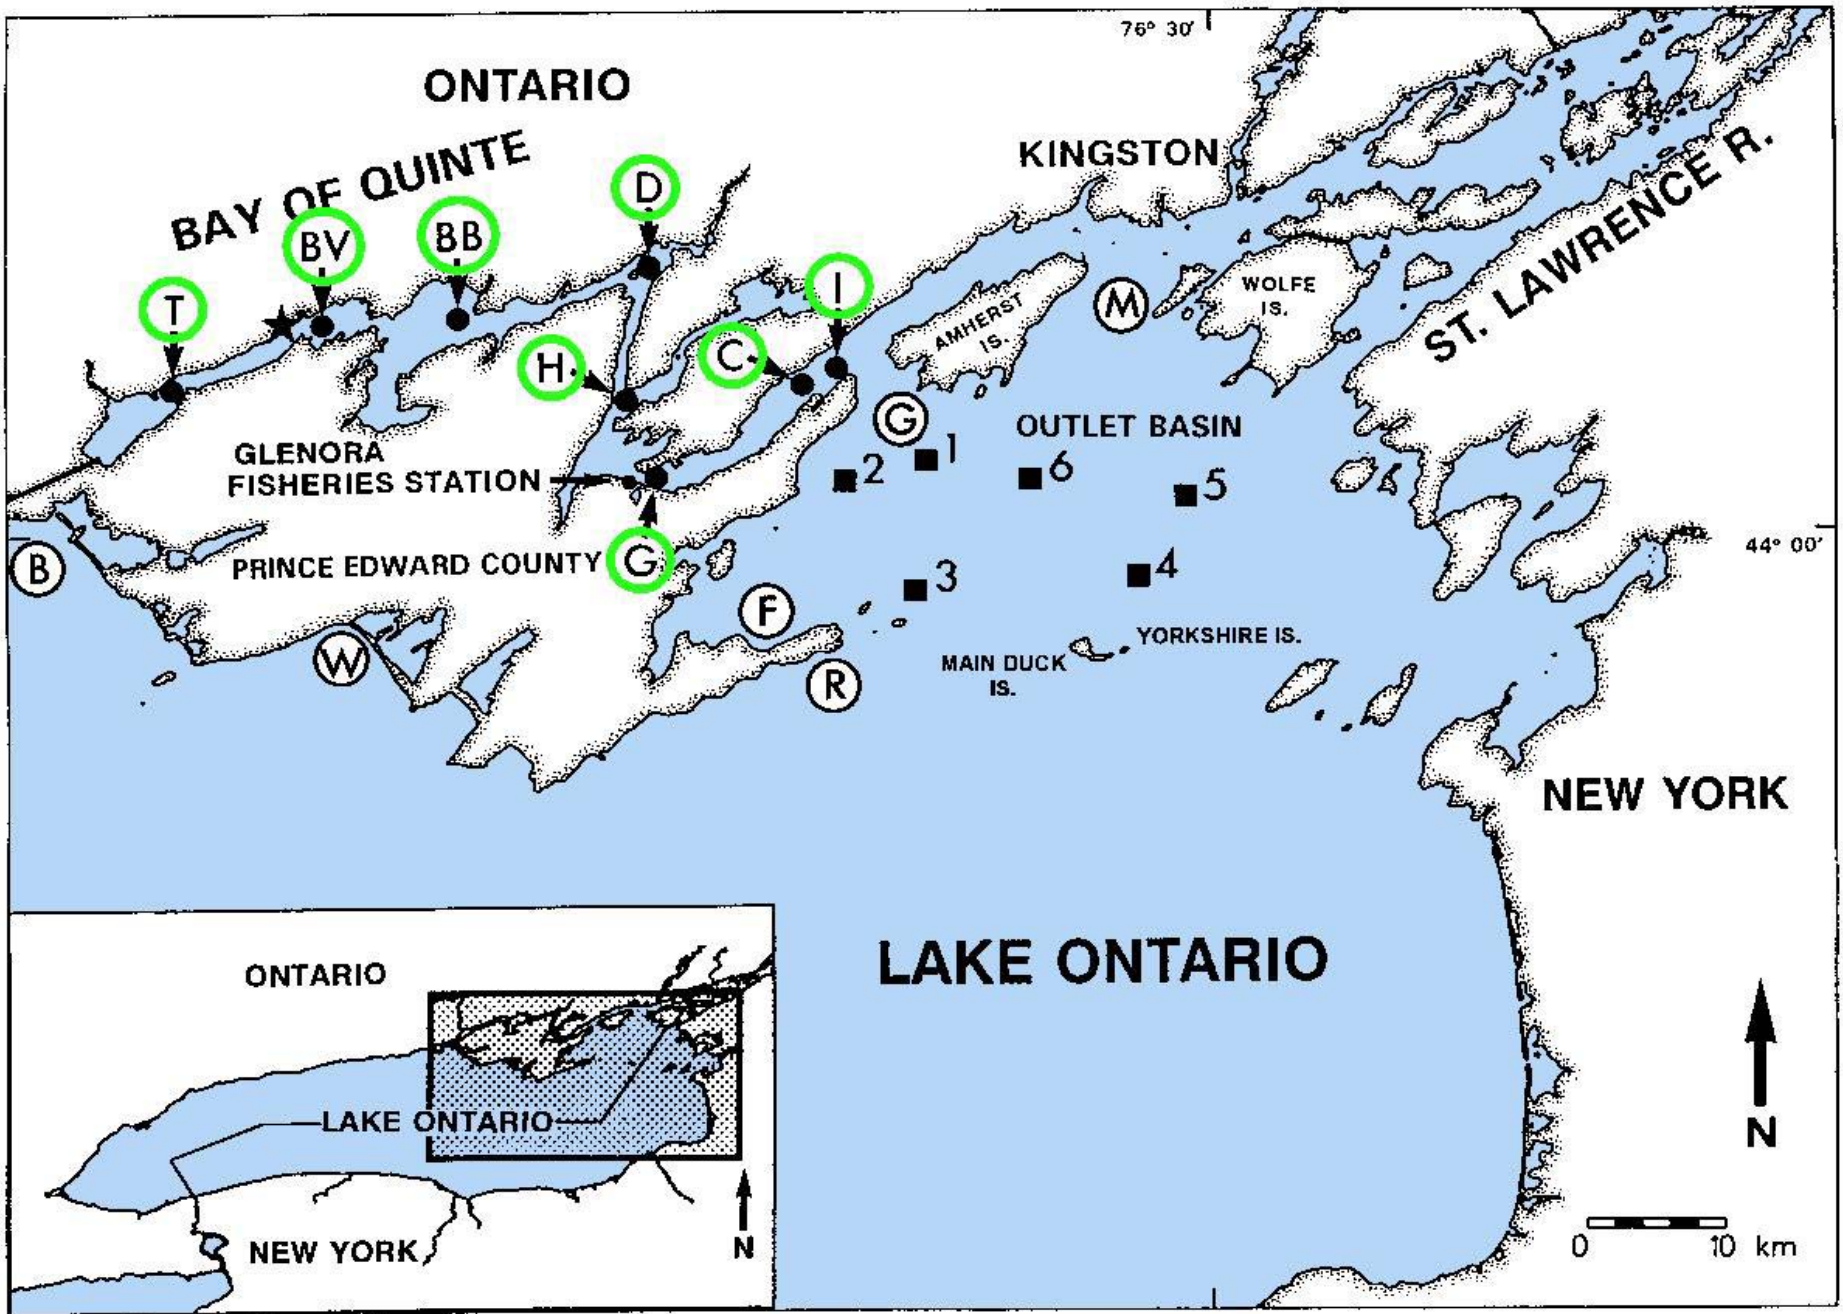 76° 30'
ONTARIO
BAY OF QUINTE
KINGSTON
D
BV
BB
T
I
M
WOLFE
IS.
ST. LAWRENCE R.
AMHERST
IS.
H
C
G
OUTLET BASIN
GLENORA
FISHERIES STATION
1
2
6
5
PRINCE EDWARD COUNTY
G
44° 00'
B
3
4
F
W
R
YORKSHIRE IS.
MAIN DUCK
IS.
NEW YORK
LAKE ONTARIO
ONTARIO
LAKE ONTARIO
NEW YORK
N
N
0 10 km